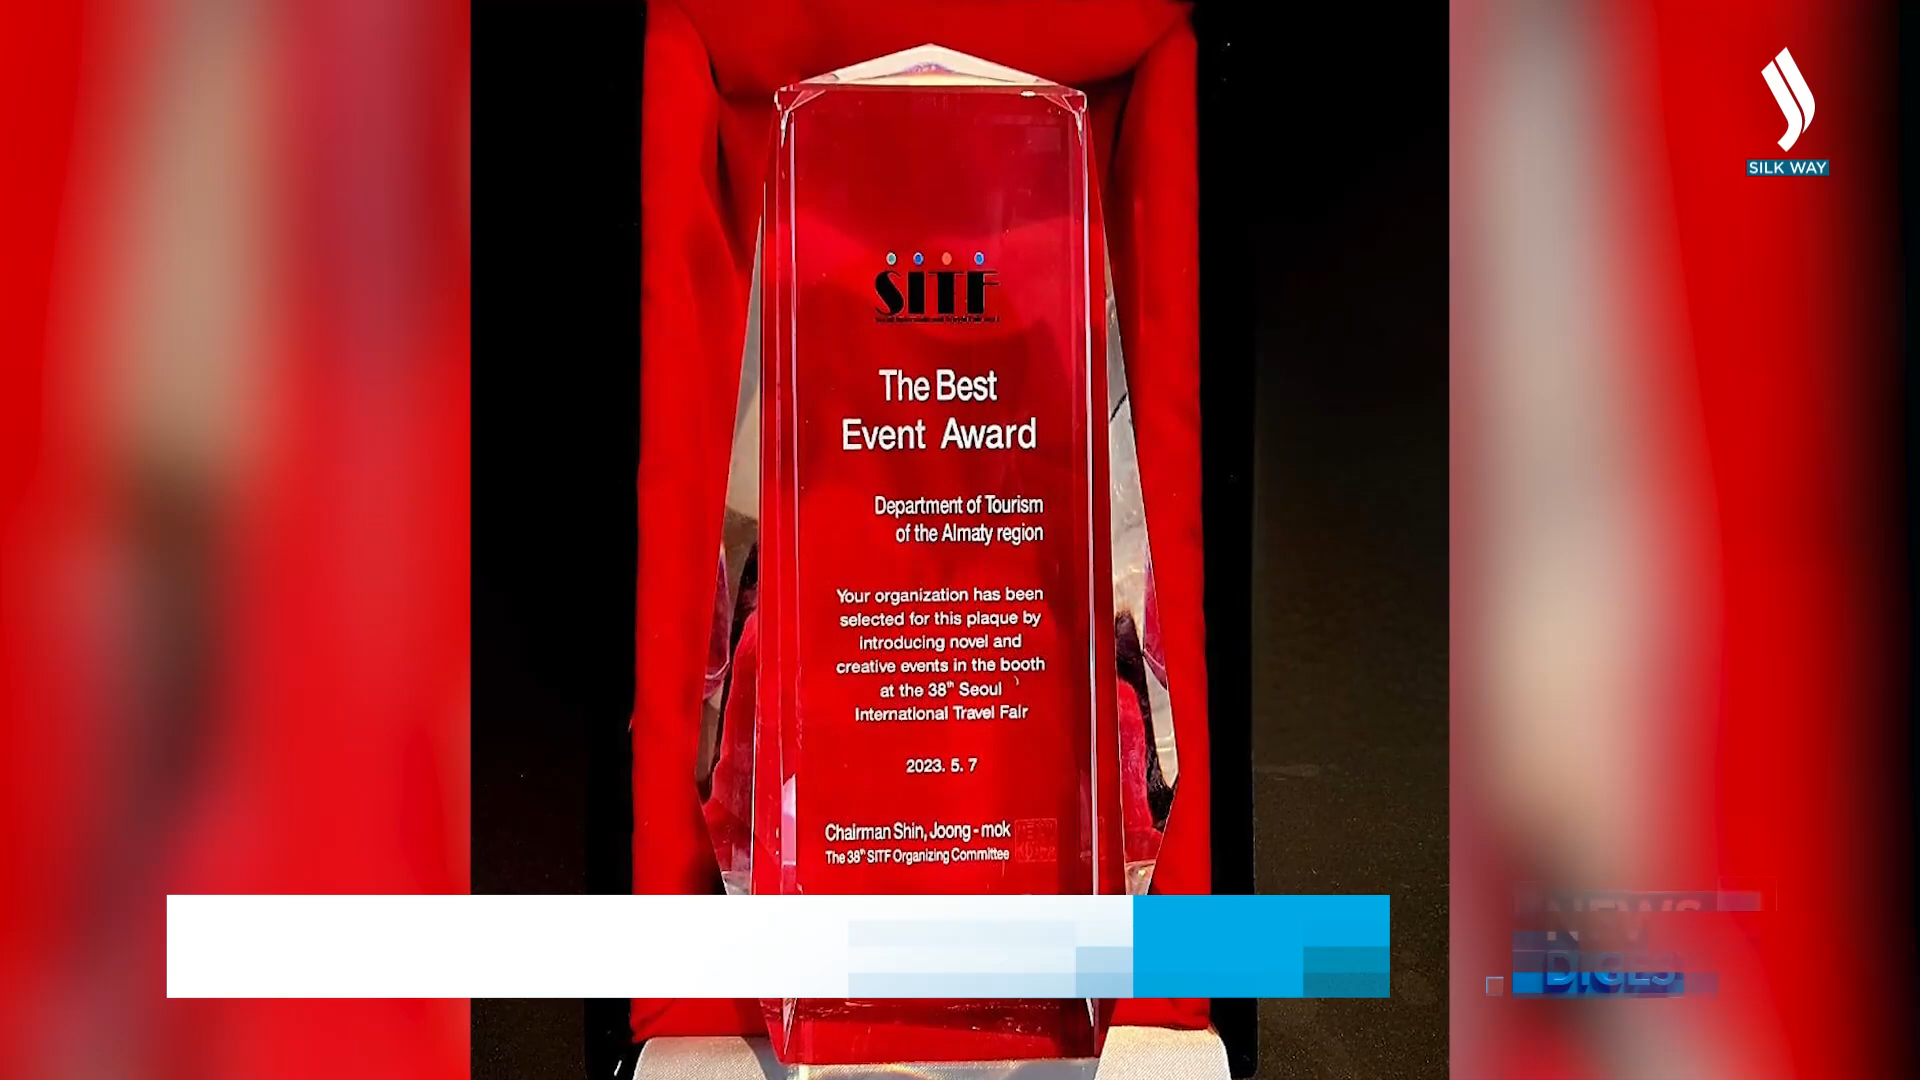 SILK WAY
SITF
The Best
Event Award
Department of Tourism
of the Almaty region
Your organization has been
selected for this plaque by
introducing novel and
creative events in the booth
at the 38th Seoul
International Travel Fair
2023. 5. 7
Chairman Shin, Joong - mok
The 38th SITF Organizing Committee
NEWS
DIGES